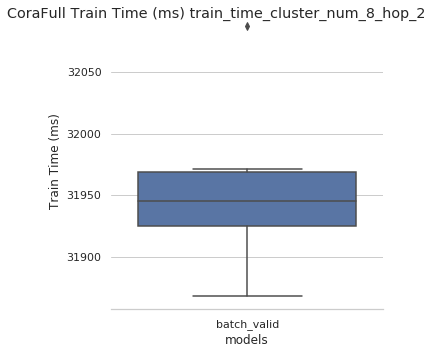 CoraFull Train Time (ms) train_time_cluster_num_8_hop_2
32050
32000
31950
31900
Train Time (ms)
batch_valid
models